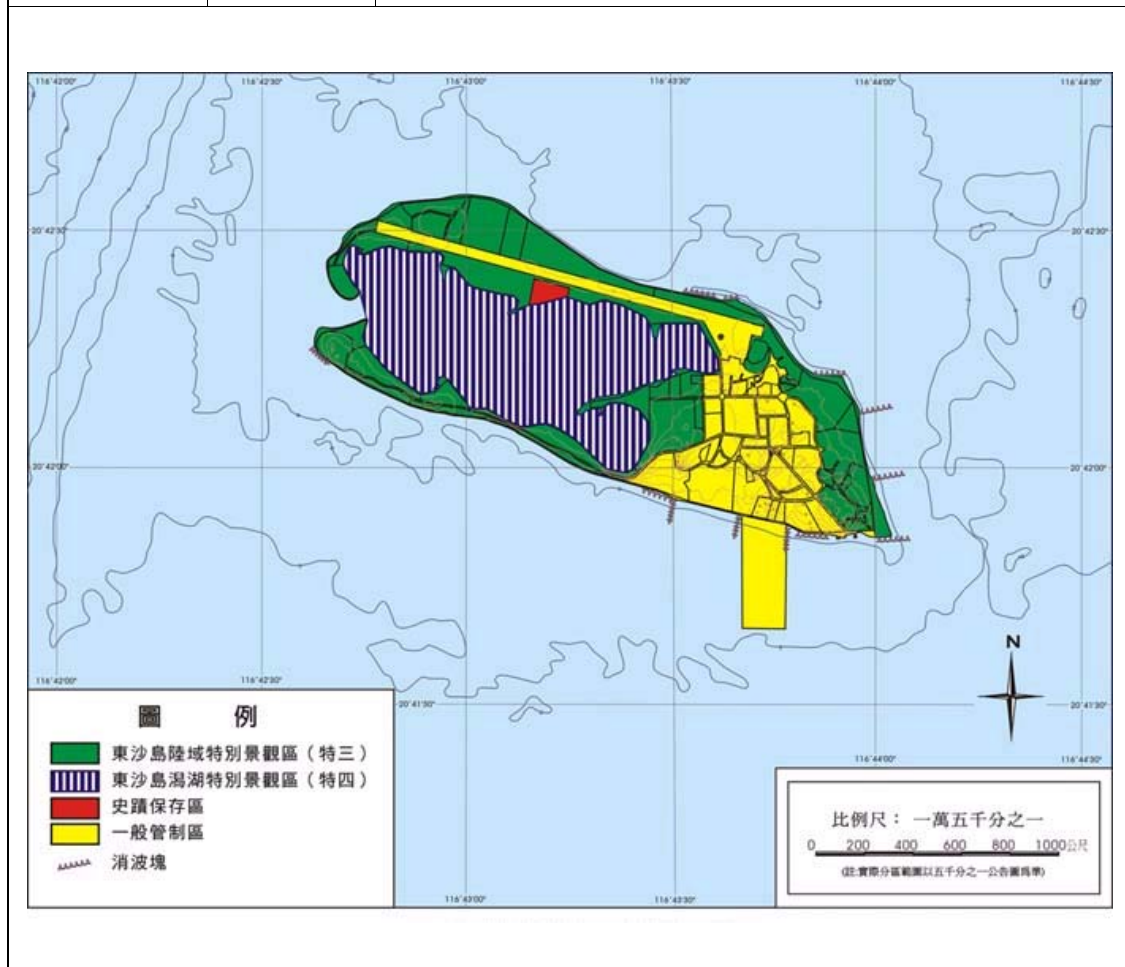 116°42'00" 116°42'30" 116°43'00" 116°43'30" 116°44'00" 116°44'30"
20°42'30" 20°42'30"
20°42'00" 20°42'00"
N
116°42'00" 116°42'30"
20°41'30" 20°41'30"
圖 例
東沙島陸域特別景觀區（特三）
東沙島潟湖特別景觀區（特四）
史蹟保存區
一般管制區
消波塊
116°44'00" 116°44'30"
比例尺： 一萬五千分之一
0 200 400 600 800 1000公尺
(註:實際分區範圍以五千分之一公告圖為準)
116°43'00" 116°43'30"